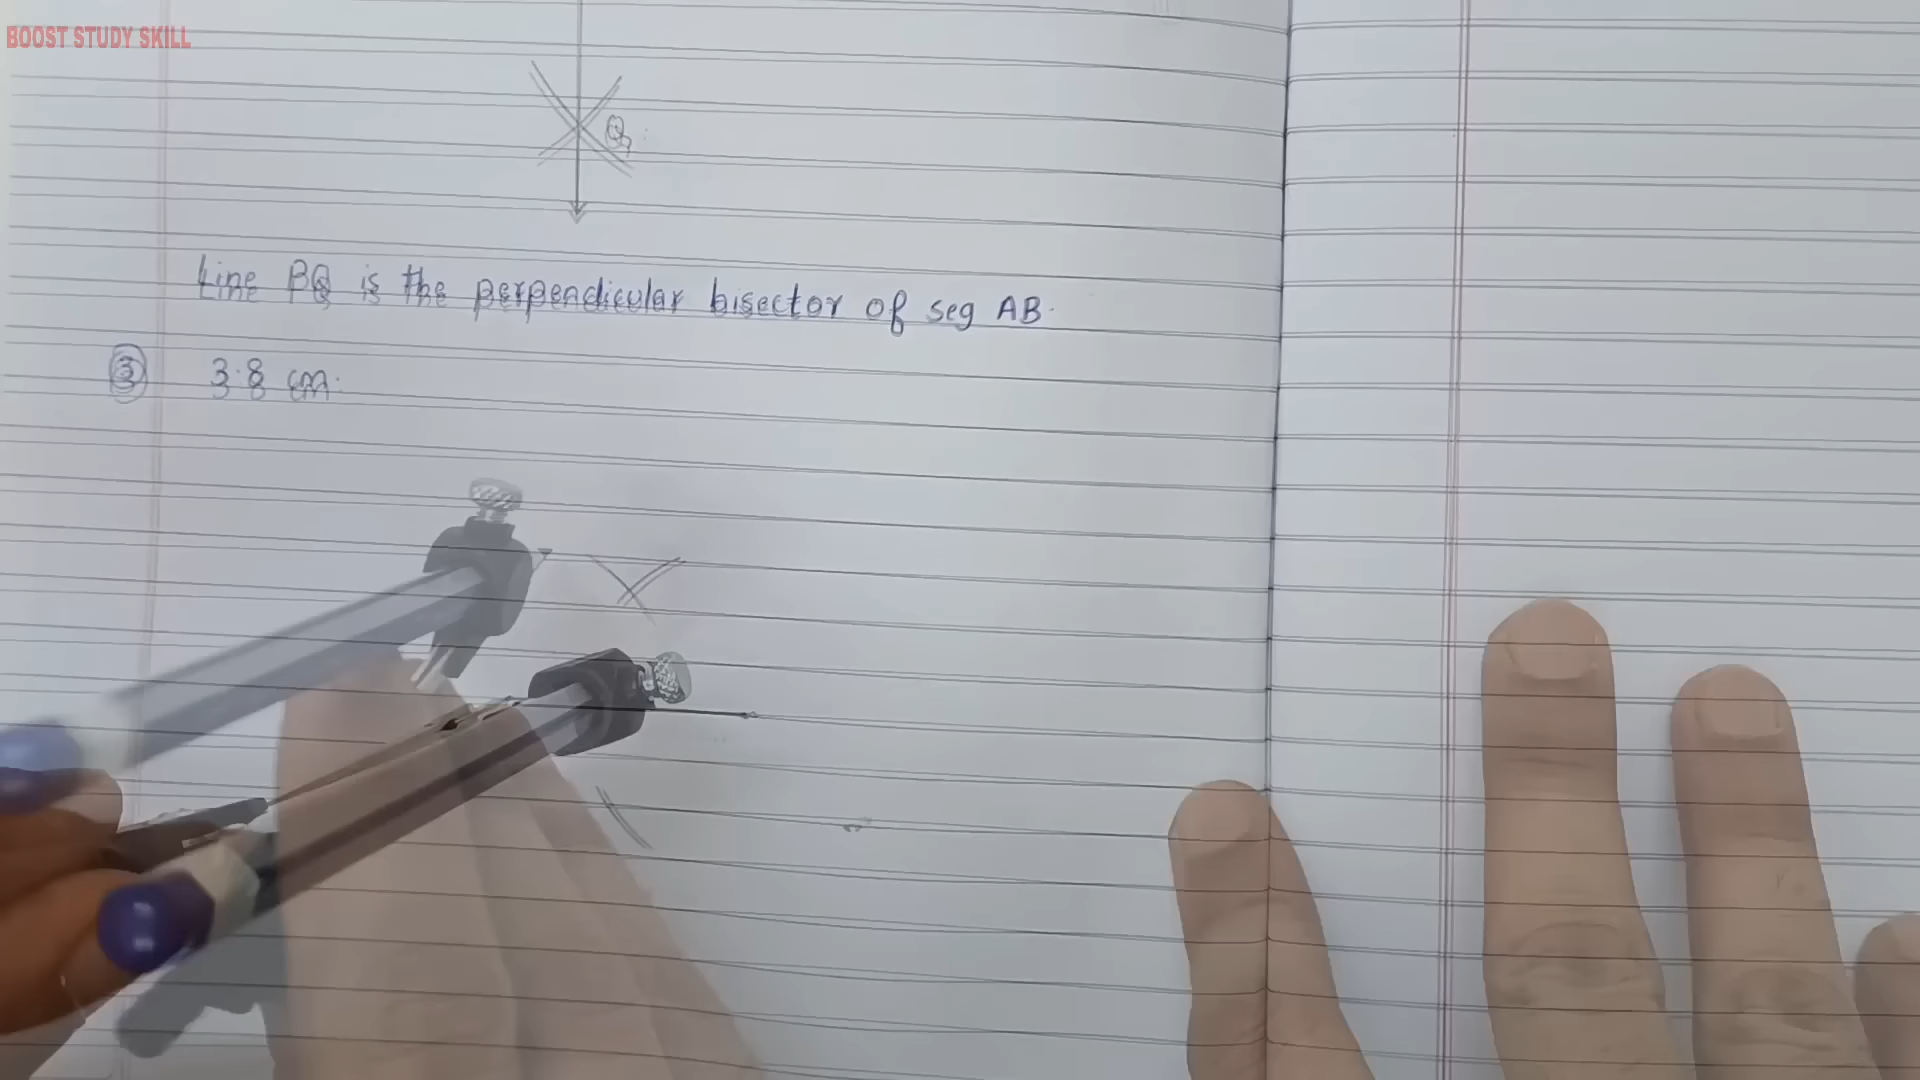 BOOST STUDY SKILL
Q
Line PQ is the perpendicular bisector of seg AB.
3 3.8 cm.